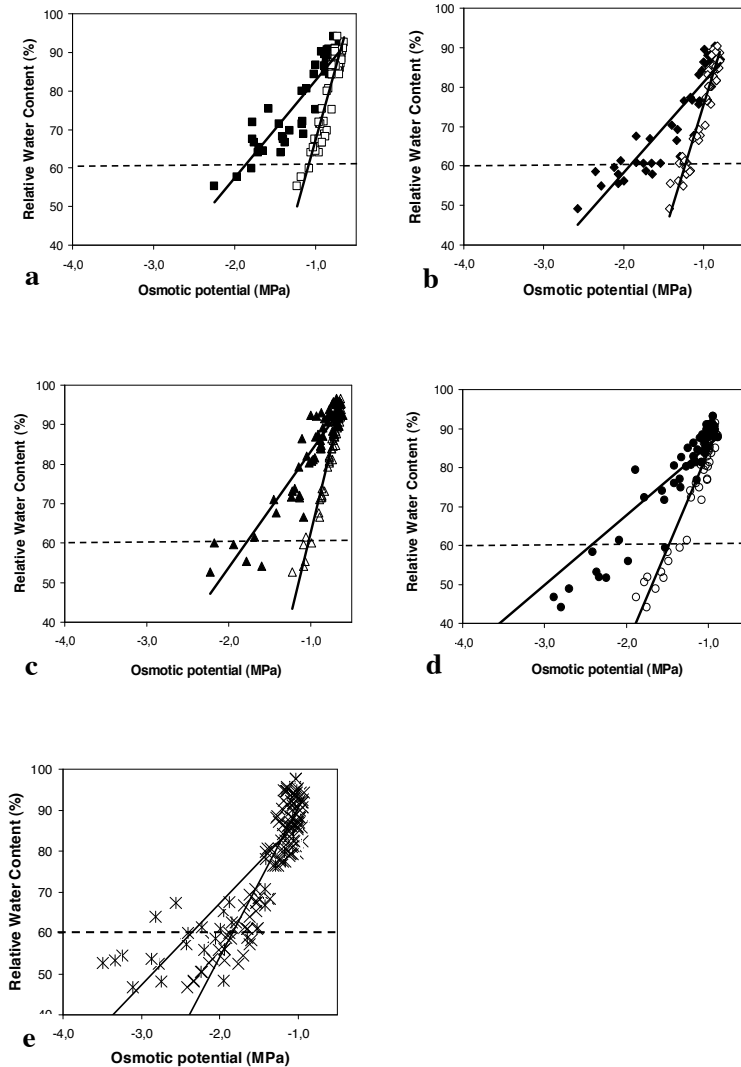 100
90
80
70
60
50
40
Relative Water Content (%)
-4,0 -3,0 -2,0 -1,0
Osmotic potential (MPa)
a
100
90
80
70
60
50
40
Relative Water Content (%)
-4,0 -3,0 -2,0 -1,0
Osmotic potential (MPa)
b
100
90
80
70
60
50
40
Relative Water Content (%)
-4,0 -3,0 -2,0 -1,0
Osmotic potential (MPa)
c
100
90
80
70
60
50
40
Relative Water Content (%)
-4,0 -3,0 -2,0 -1,0
Osmotic potential (MPa)
d
100
90
80
70
60
50
40
Relative Water Content (%)
-4,0 -3,0 -2,0 -1,0
Osmotic potential (MPa)
e